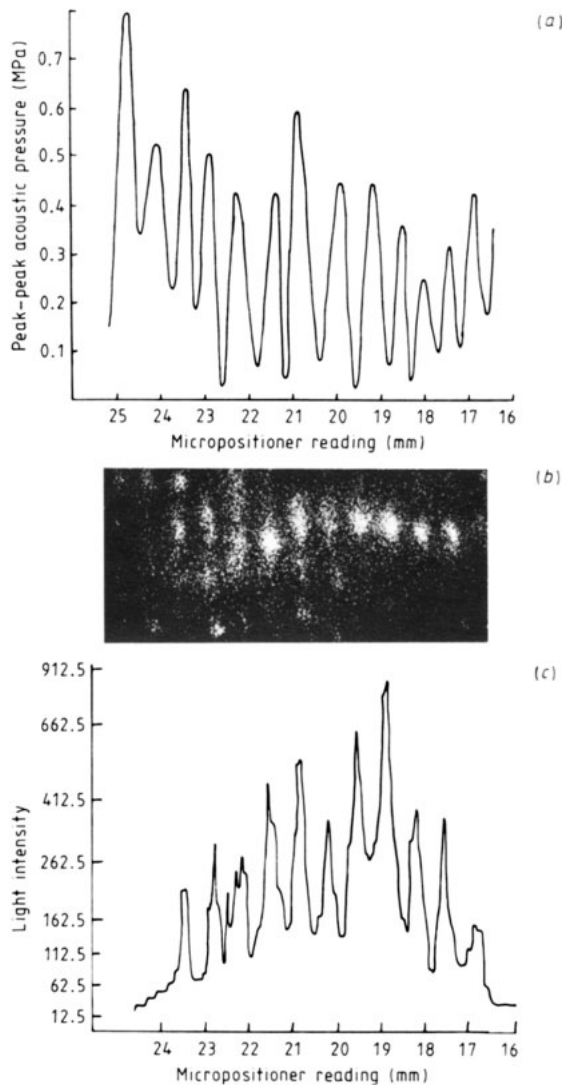 (a)
Peak–peak acoustic pressure (MPa)
0.7
0.6
0.5
0.4
0.3
0.2
0.1
25 24 23 22 21 20 19 18 17 16
Micropositioner reading (mm)
(b)
(c)
Light intensity
912.5
662.5
412.5
262.5
162.5
112.5
62.5
12.5
24 23 22 21 20 19 18 17 16
Micropositioner reading (mm)